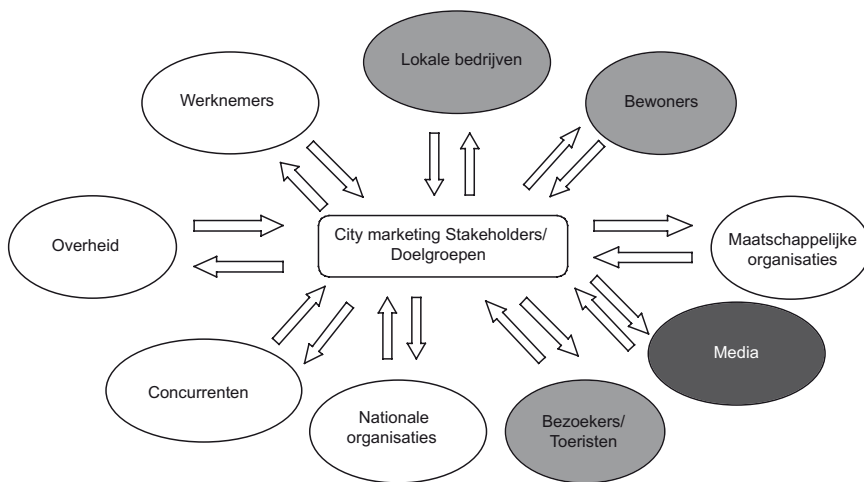 Lokale bedrijven
Werknemers
Bewoners
Overheid
City marketing Stakeholders/
Doelgroepen
Maatschappelijke
organisaties
Media
Concurrenten
Nationale
organisaties
Bezoekers/
Toeristen